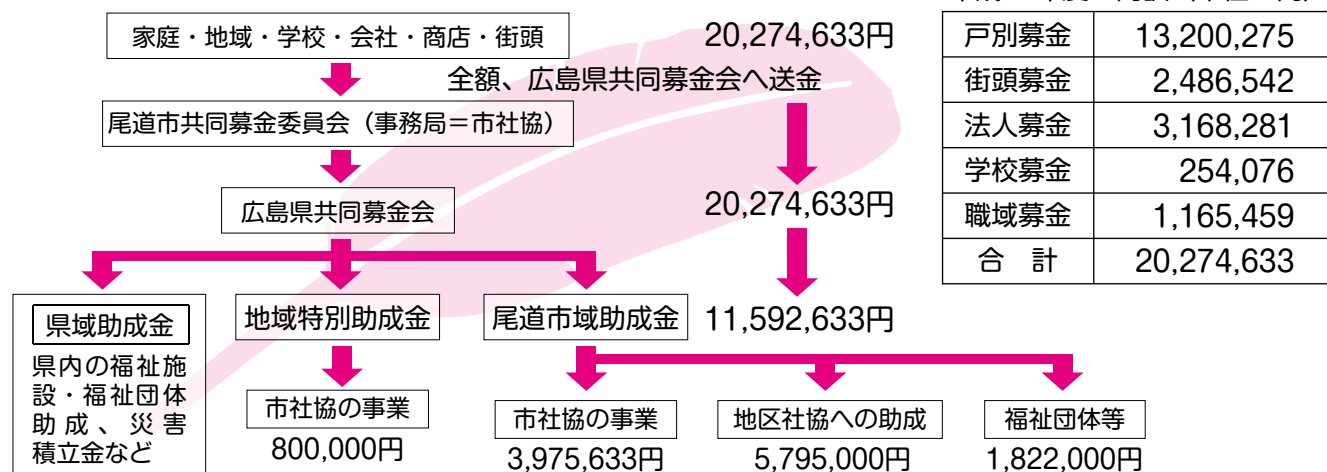 家庭・地域・学校・会社・商店・街頭
20,274,633円
全額、広島県共同募金会へ送金
尾道市共同募金委員会（事務局＝市社協）
広島県共同募金会
20,274,633円
県域助成金
県内の福祉施
設・福祉団体
助成、災害
積立金など
地域特別助成金
市社協の事業
800,000円
尾道市域助成金
11,592,633円
市社協の事業
3,975,633円
地区社協への助成
5,795,000円
福祉団体等
1,822,000円
戸別募金 13,200,275
街頭募金 2,486,542
法人募金 3,168,281
学校募金 254,076
職域募金 1,165,459
合 計 20,274,633